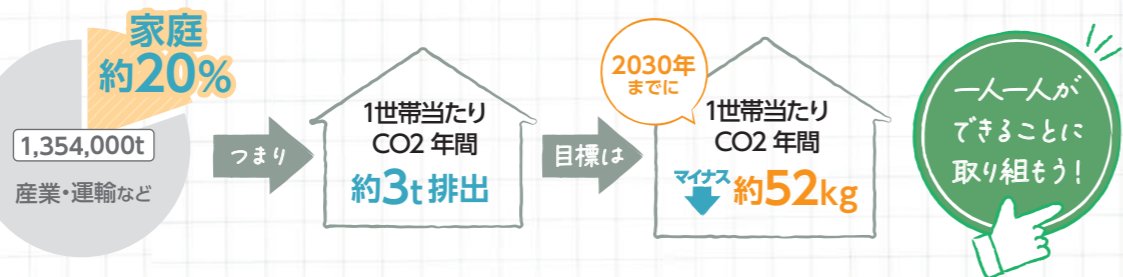 家庭
約20%
1,354,000t
産業・運輸など
つまり
1世帯当たり
CO2 年間
約3t 排出
目標は
2030年
までに
1世帯当たり
CO2 年間
マイナス 約52kg
一人一人が
できることに
取り組もう!